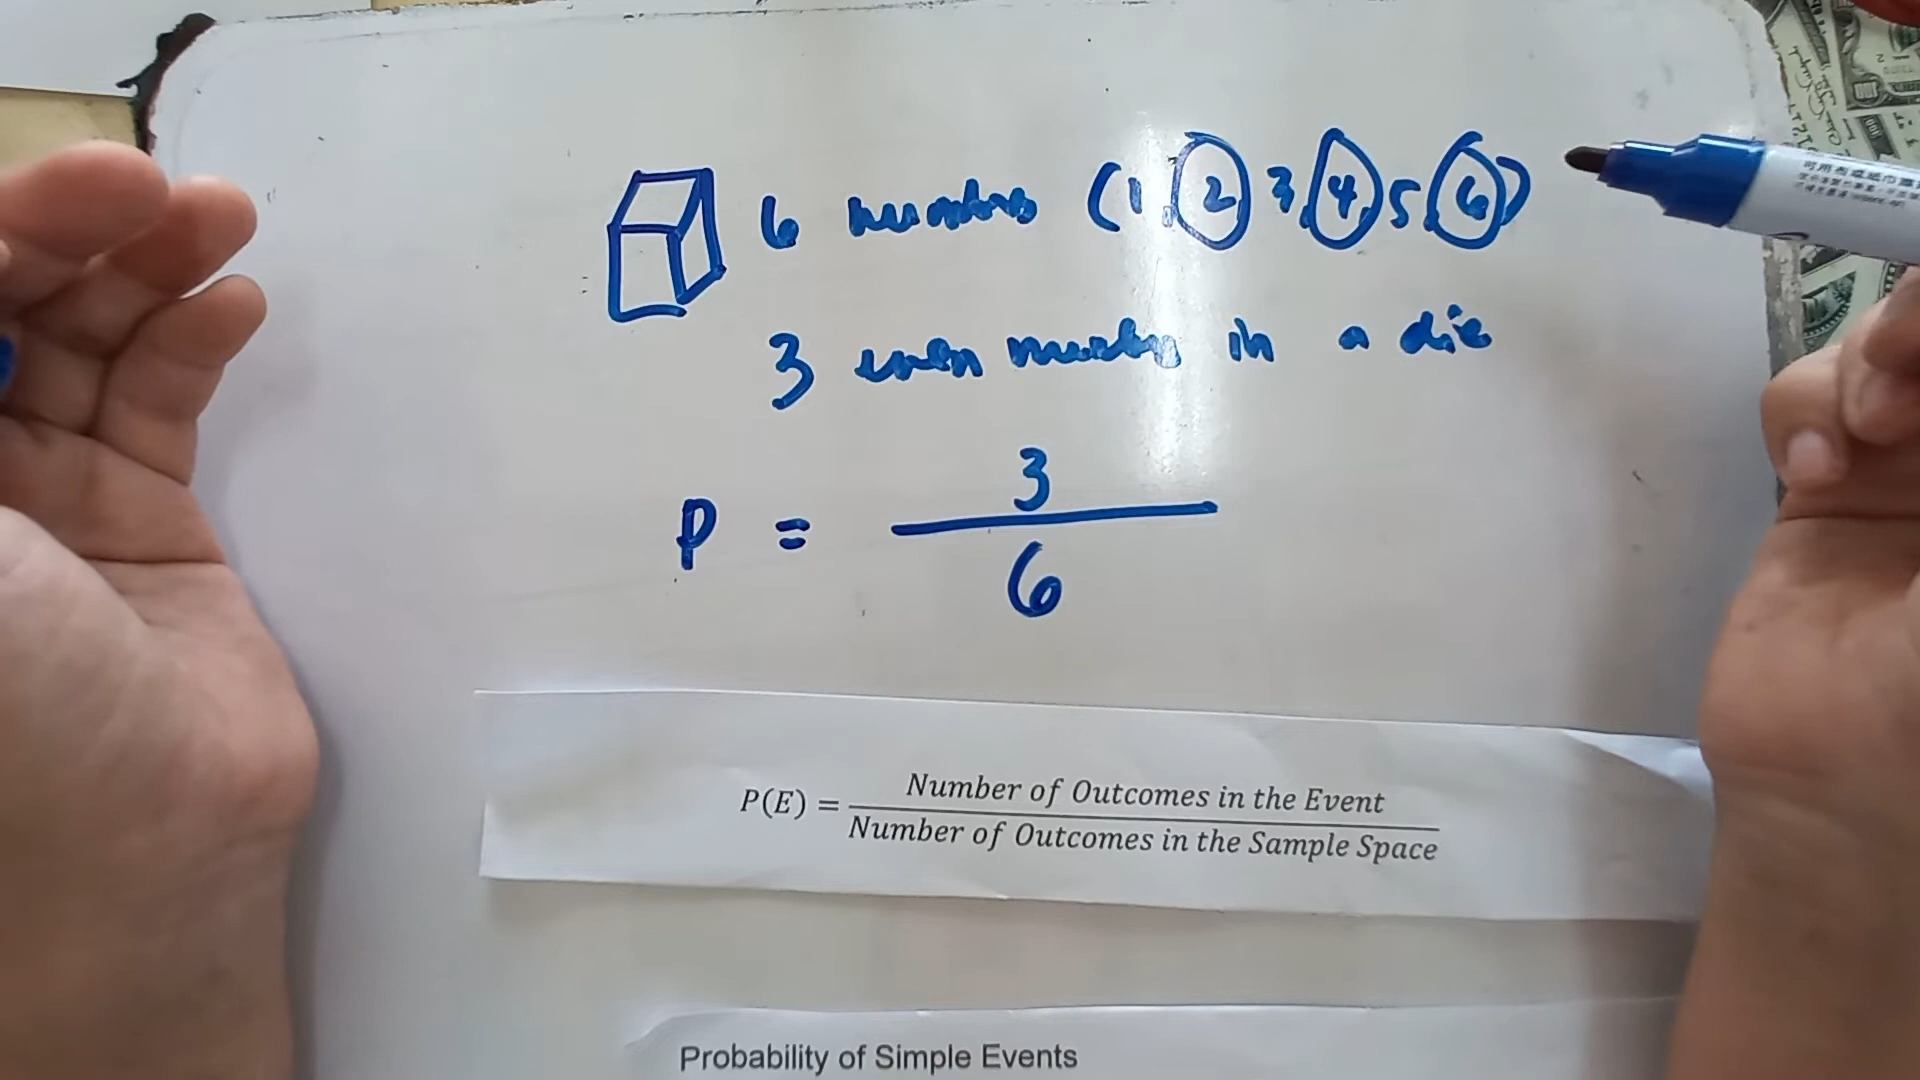 6 numbers (1, 2, 3, 4, 5, 6)
3 even numbers in a die
P = 3
6
P(E) = Number of Outcomes in the Event
Number of Outcomes in the Sample Space
Probability of Simple Events